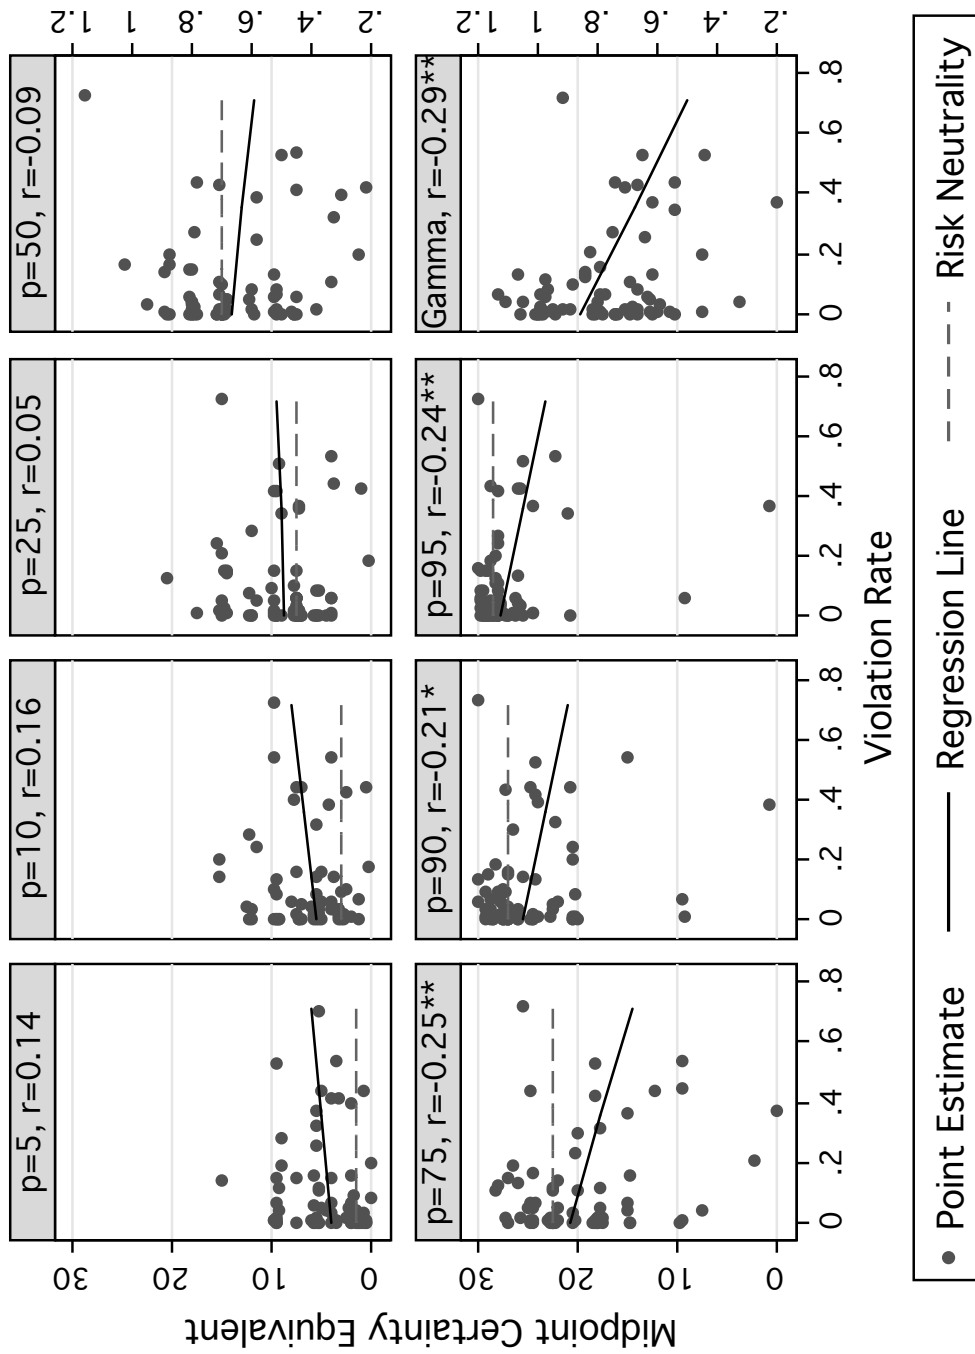 p=5, r=0.14
p=10, r=0.16
p=25, r=0.05
p=50, r=-0.09
p=75, r=-0.25**
p=90, r=-0.21*
p=95, r=-0.24**
Gamma, r=-0.29**
0 10 20 30
0 10 20 30
.2 .4 .6 .8 1 1.2
.2 .4 .6 .8 1 1.2
0 .2 .4 .6 .8
0 .2 .4 .6 .8
0 .2 .4 .6 .8
0 .2 .4 .6 .8
Midpoint Certainty Equivalent
Violation Rate
Point Estimate
Regression Line
Risk Neutrality